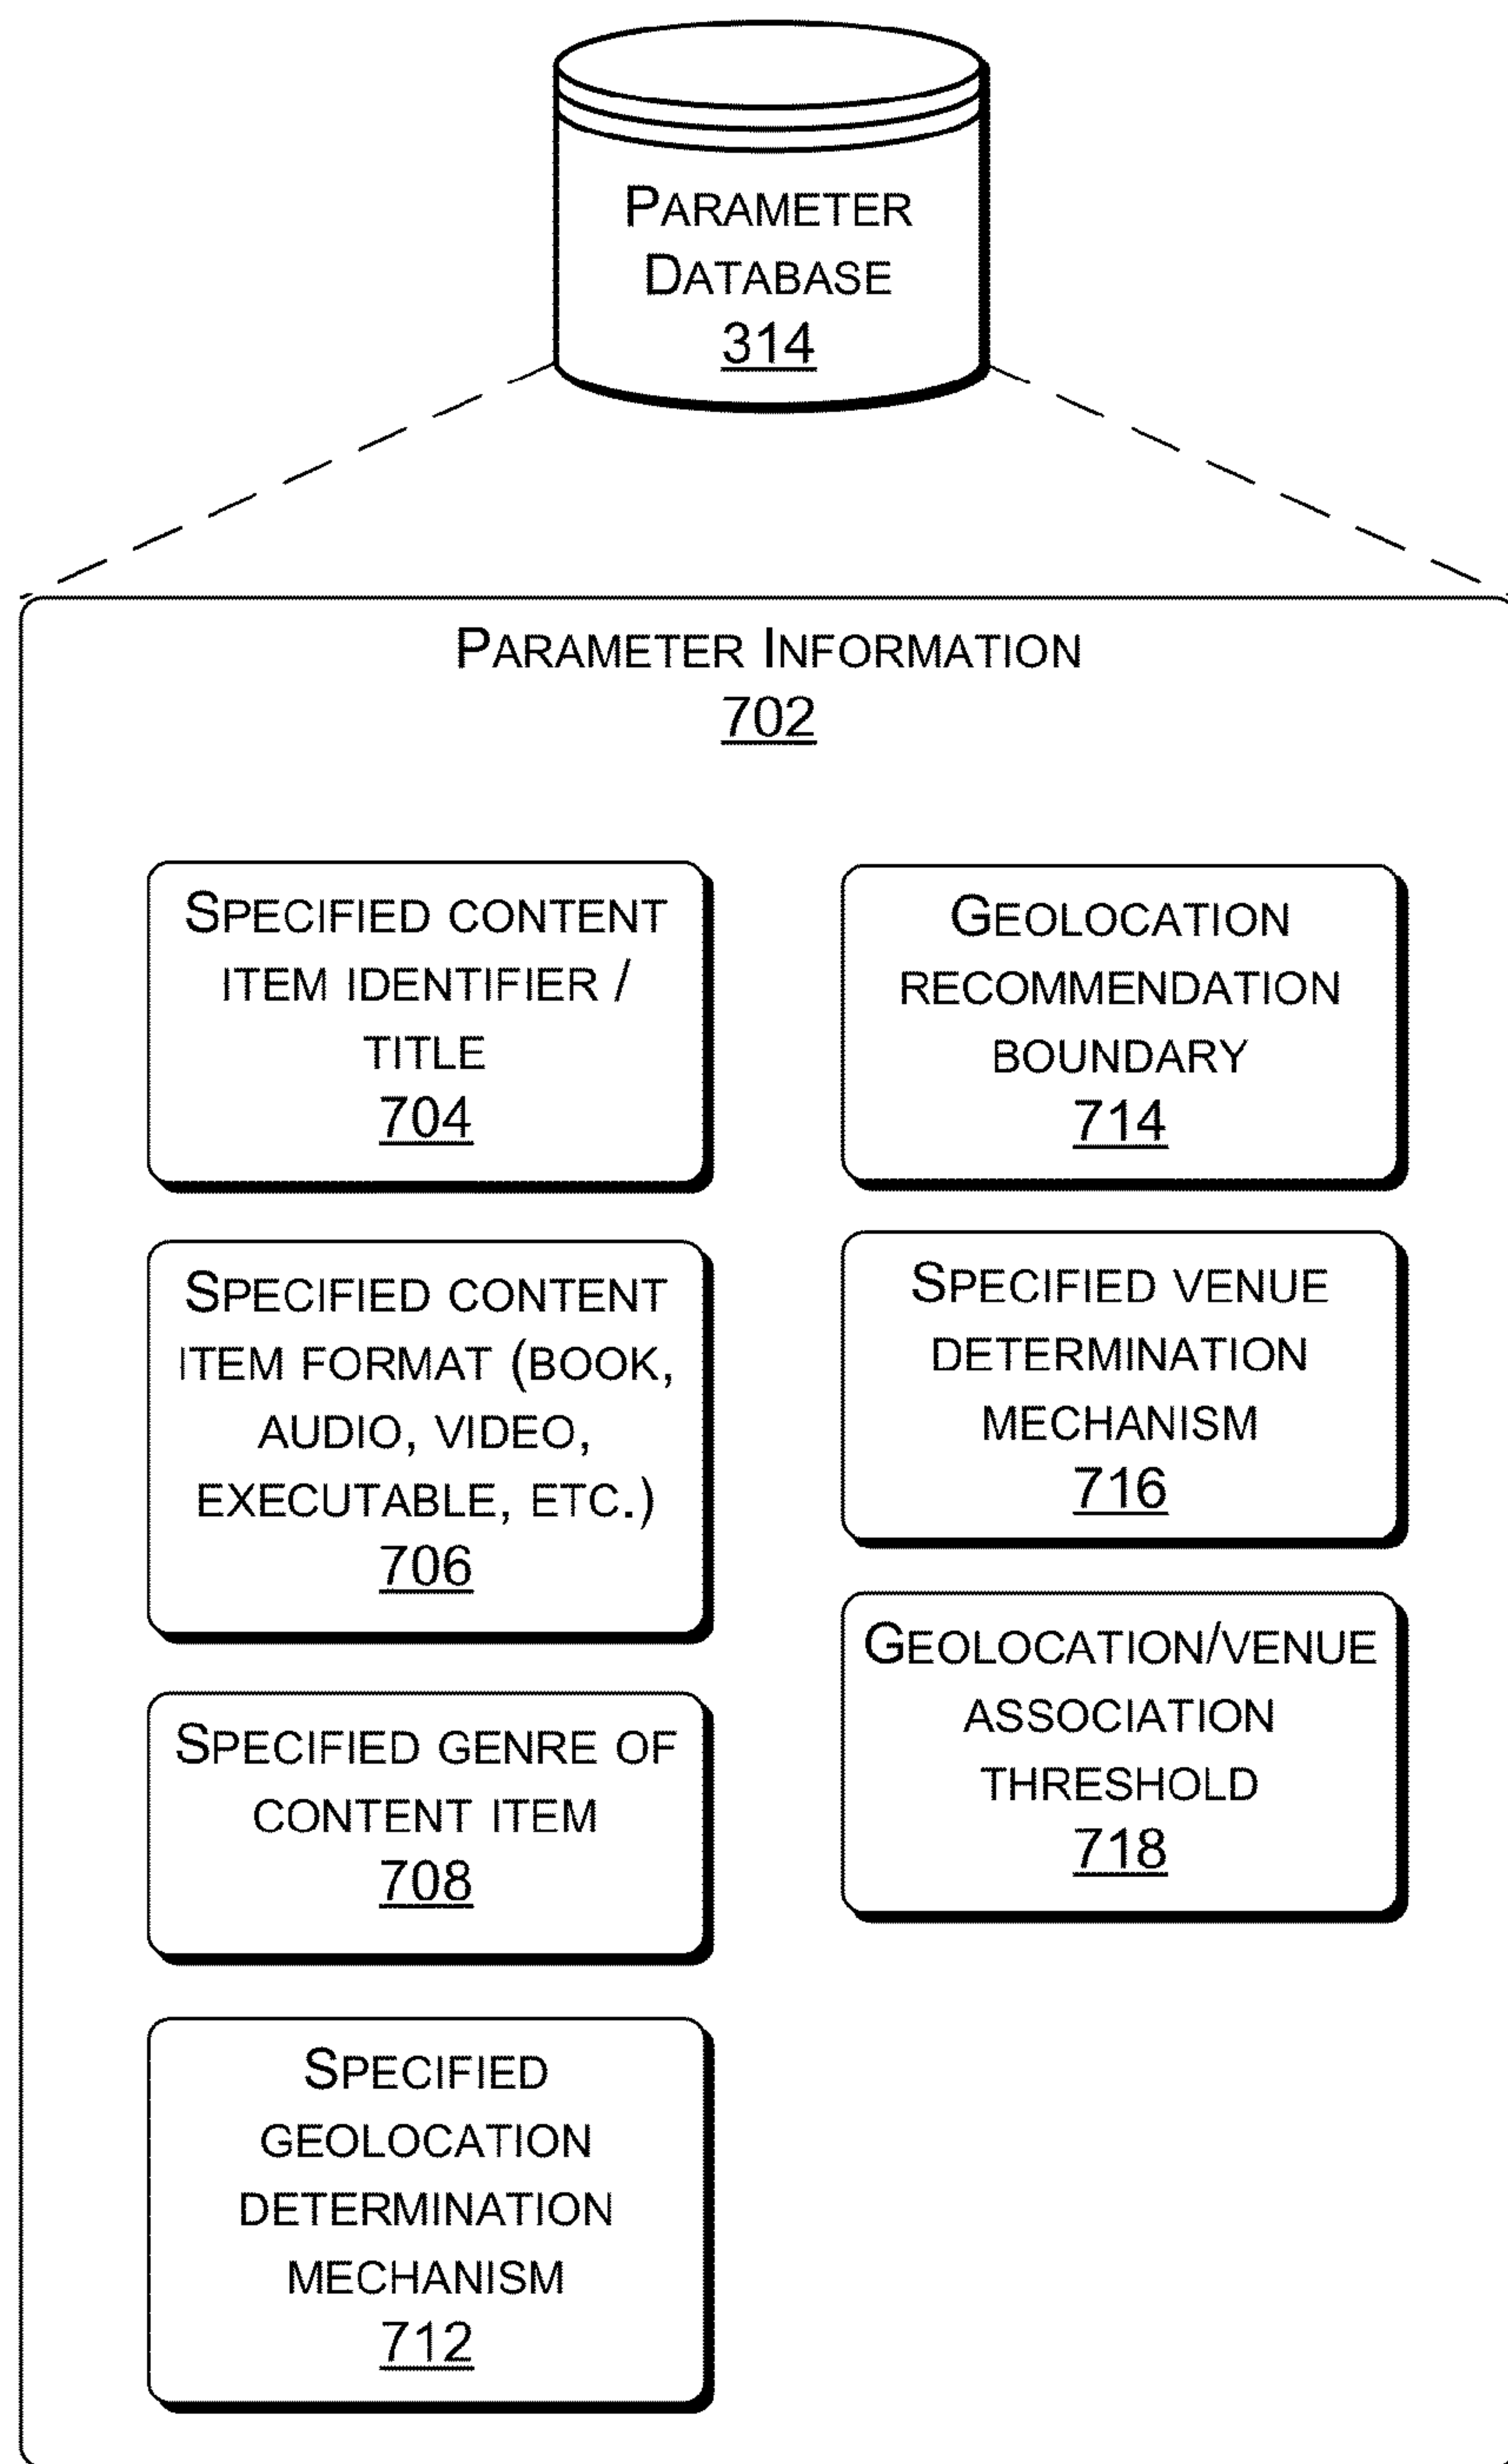 PARAMETER
DATABASE
314
PARAMETER INFORMATION
702
SPECIFIED CONTENT
ITEM IDENTIFIER /
TITLE
704
SPECIFIED CONTENT
ITEM FORMAT (BOOK,
AUDIO, VIDEO,
EXECUTABLE, ETC.)
706
SPECIFIED GENRE OF
CONTENT ITEM
708
SPECIFIED
GEOLOCATION
DETERMINATION
MECHANISM
712
GEOLOCATION
RECOMMENDATION
BOUNDARY
714
SPECIFIED VENUE
DETERMINATION
MECHANISM
716
GEOLOCATION/VENUE
ASSOCIATION
THRESHOLD
718